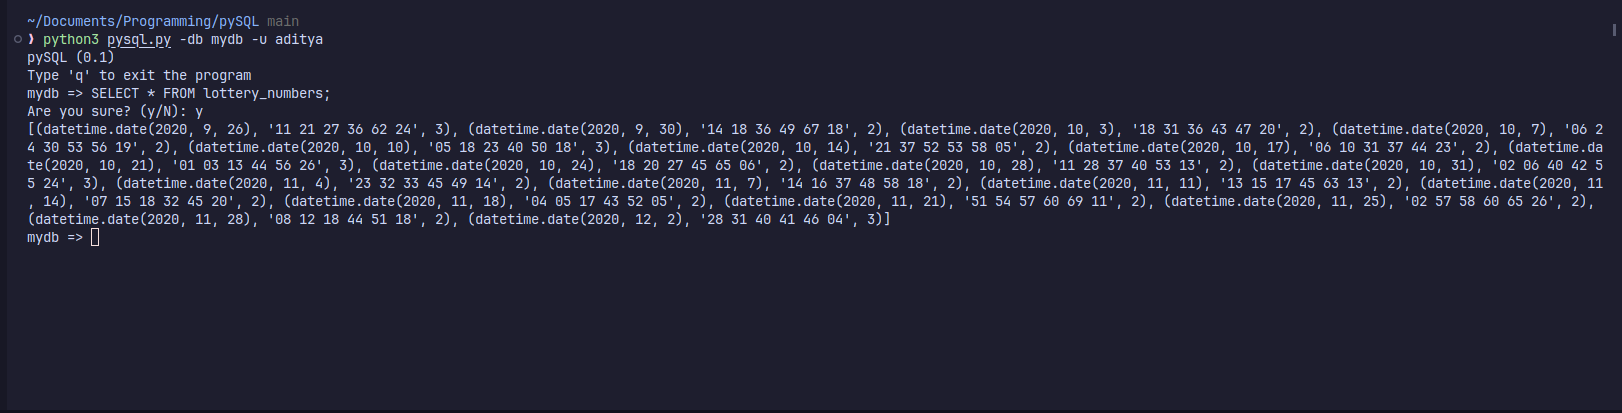 ~/Documents/Programming/pySQL main
❯ python3 pysql.py -db mydb -u aditya
pySQL (0.1)
Type 'q' to exit the program
mydb => SELECT * FROM lottery_numbers;
Are you sure? (y/N): y
[(datetime.date(2020, 9, 26), '11 21 27 36 62 24', 3), (datetime.date(2020, 9, 30), '14 18 36 49 67 18', 2), (datetime.date(2020, 10, 3), '18 31 36 43 47 20', 2), (datetime.date(2020, 10, 7), '06 2
4 30 53 56 19', 2), (datetime.date(2020, 10, 10), '05 18 23 40 50 18', 3), (datetime.date(2020, 10, 14), '21 37 52 53 58 05', 2), (datetime.date(2020, 10, 17), '06 10 31 37 44 23', 2), (datetime.da
te(2020, 10, 21), '01 03 13 44 56 26', 3), (datetime.date(2020, 10, 24), '18 20 27 45 65 06', 2), (datetime.date(2020, 10, 28), '11 28 37 40 53 13', 2), (datetime.date(2020, 10, 31), '02 06 40 42 5
5 24', 3), (datetime.date(2020, 11, 4), '23 32 33 45 49 14', 2), (datetime.date(2020, 11, 7), '14 16 37 48 58 18', 2), (datetime.date(2020, 11, 11), '13 15 17 45 63 13', 2), (datetime.date(2020, 11
, 14), '07 15 18 32 45 20', 2), (datetime.date(2020, 11, 18), '04 05 17 43 52 05', 2), (datetime.date(2020, 11, 21), '51 54 57 60 69 11', 2), (datetime.date(2020, 11, 25), '02 57 58 60 65 26', 2),
(datetime.date(2020, 11, 28), '08 12 18 44 51 18', 2), (datetime.date(2020, 12, 2), '28 31 40 41 46 04', 3)]
mydb =>